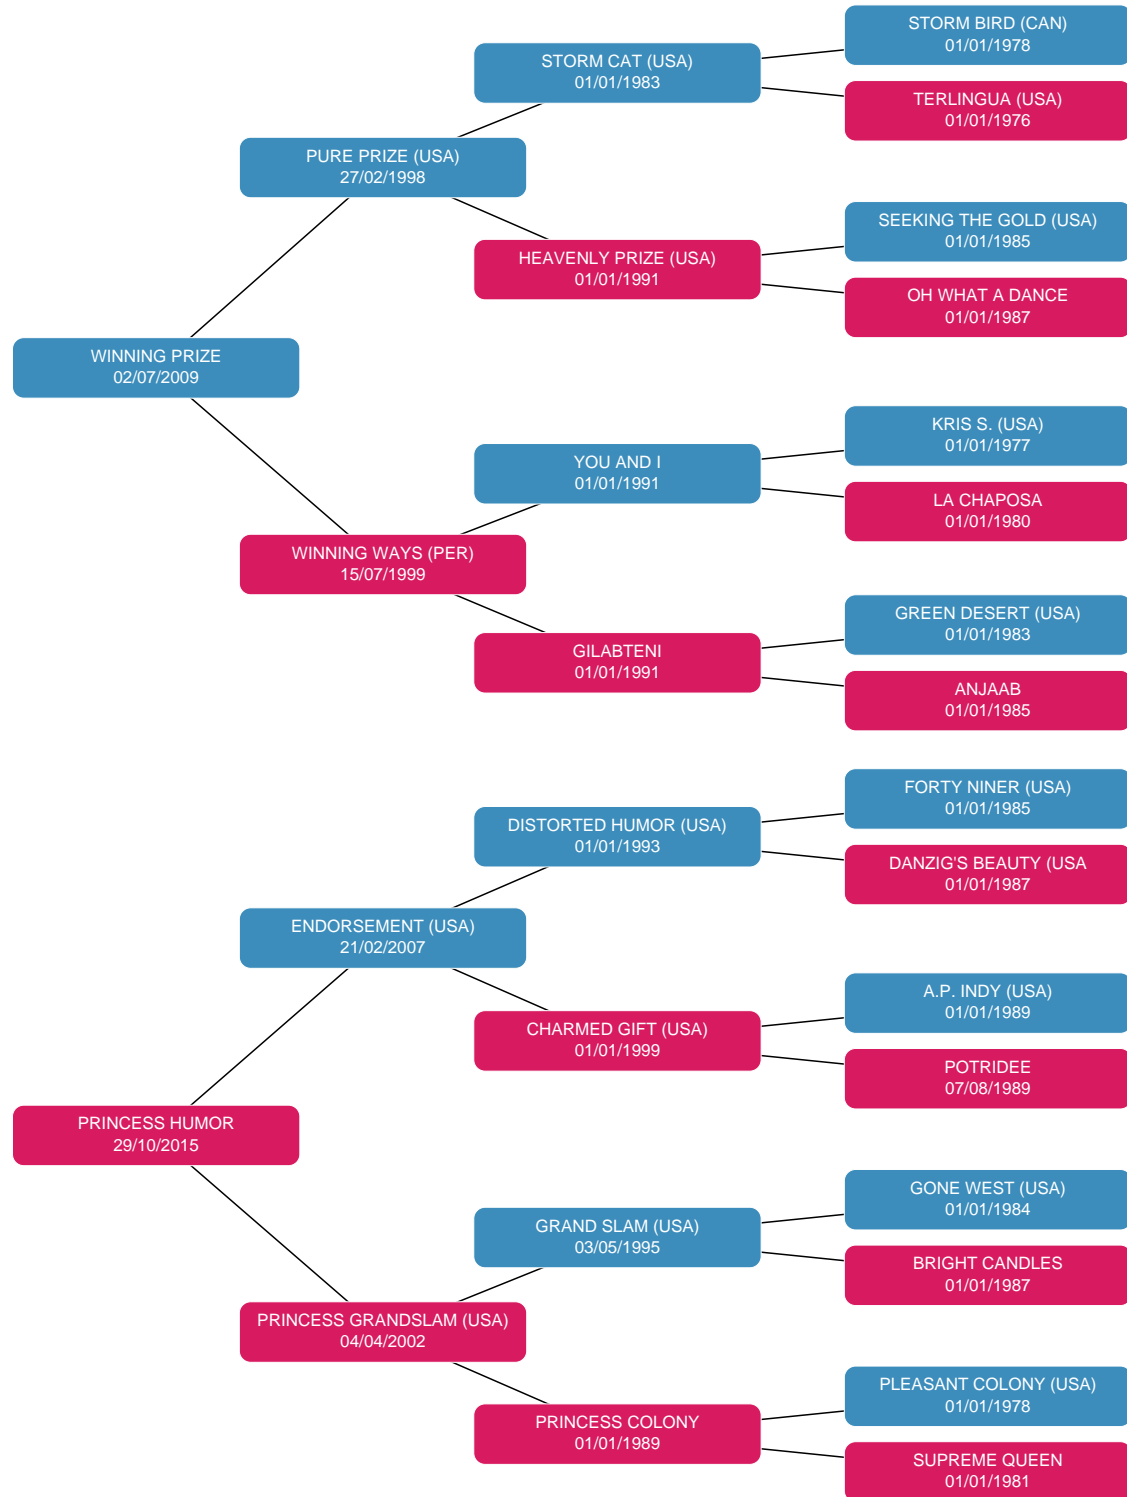 STORM BIRD (CAN)
01/01/1978
STORM CAT (USA)
01/01/1983
TERLINGUA (USA)
01/01/1976
PURE PRIZE (USA)
27/02/1998
SEEKING THE GOLD (USA)
01/01/1985
HEAVENLY PRIZE (USA)
01/01/1991
OH WHAT A DANCE
01/01/1987
WINNING PRIZE
02/07/2009
KRIS S. (USA)
01/01/1977
YOU AND I
01/01/1991
LA CHAPOSA
01/01/1980
WINNING WAYS (PER)
15/07/1999
GREEN DESERT (USA)
01/01/1983
GILABTENI
01/01/1991
ANJAAB
01/01/1985
FORTY NINER (USA)
01/01/1985
DISTORTED HUMOR (USA)
01/01/1993
DANZIG'S BEAUTY (USA
01/01/1987
ENDORSEMENT (USA)
21/02/2007
A.P. INDY (USA)
01/01/1989
CHARMED GIFT (USA)
01/01/1999
POTRIDEE
07/08/1989
PRINCESS HUMOR
29/10/2015
GONE WEST (USA)
01/01/1984
GRAND SLAM (USA)
03/05/1995
BRIGHT CANDLES
01/01/1987
PRINCESS GRANDSLAM (USA)
04/04/2002
PLEASANT COLONY (USA)
01/01/1978
PRINCESS COLONY
01/01/1989
SUPREME QUEEN
01/01/1981